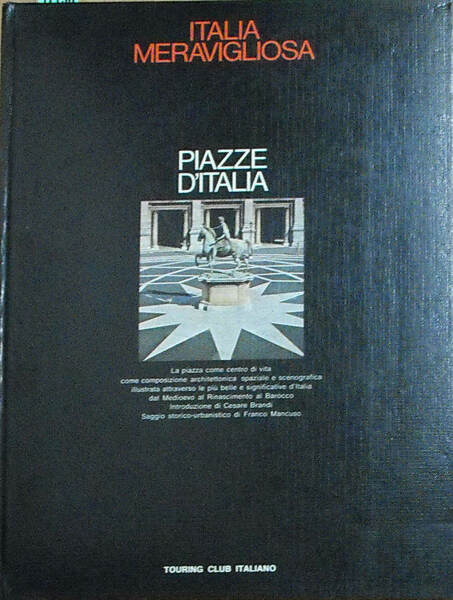 ITALIA
MERAVIGLIOSA
PIAZZE
D'ITALIA
La piazza come centro di vita
come composizione architettonica spaziale e scenografica
illustrata attraverso le più belle e significative d'Italia
dal Medioevo al Rinascimento al Barocco
Introduzione di Cesare Brandi
Saggio storico-urbanistico di Franco Mancuso
TOURING CLUB ITALIANO